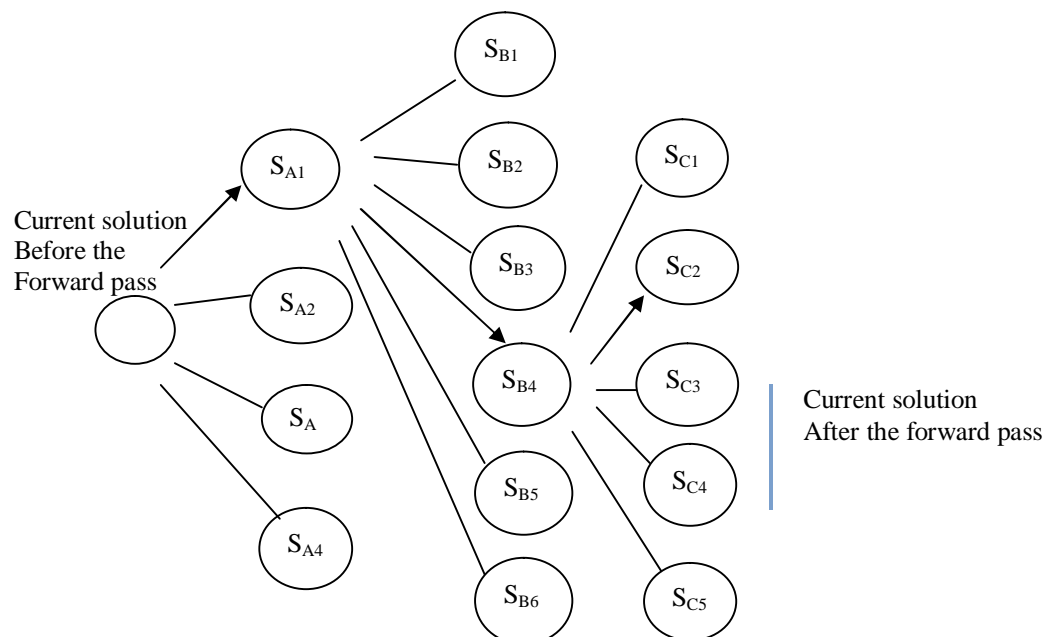 Current solution
Before the
Forward pass
S_A1
S_A2
S_A
S_A4
S_B1
S_B2
S_B3
S_B4
S_B5
S_B6
S_C1
S_C2
S_C3
S_C4
S_C5
Current solution
After the forward pass